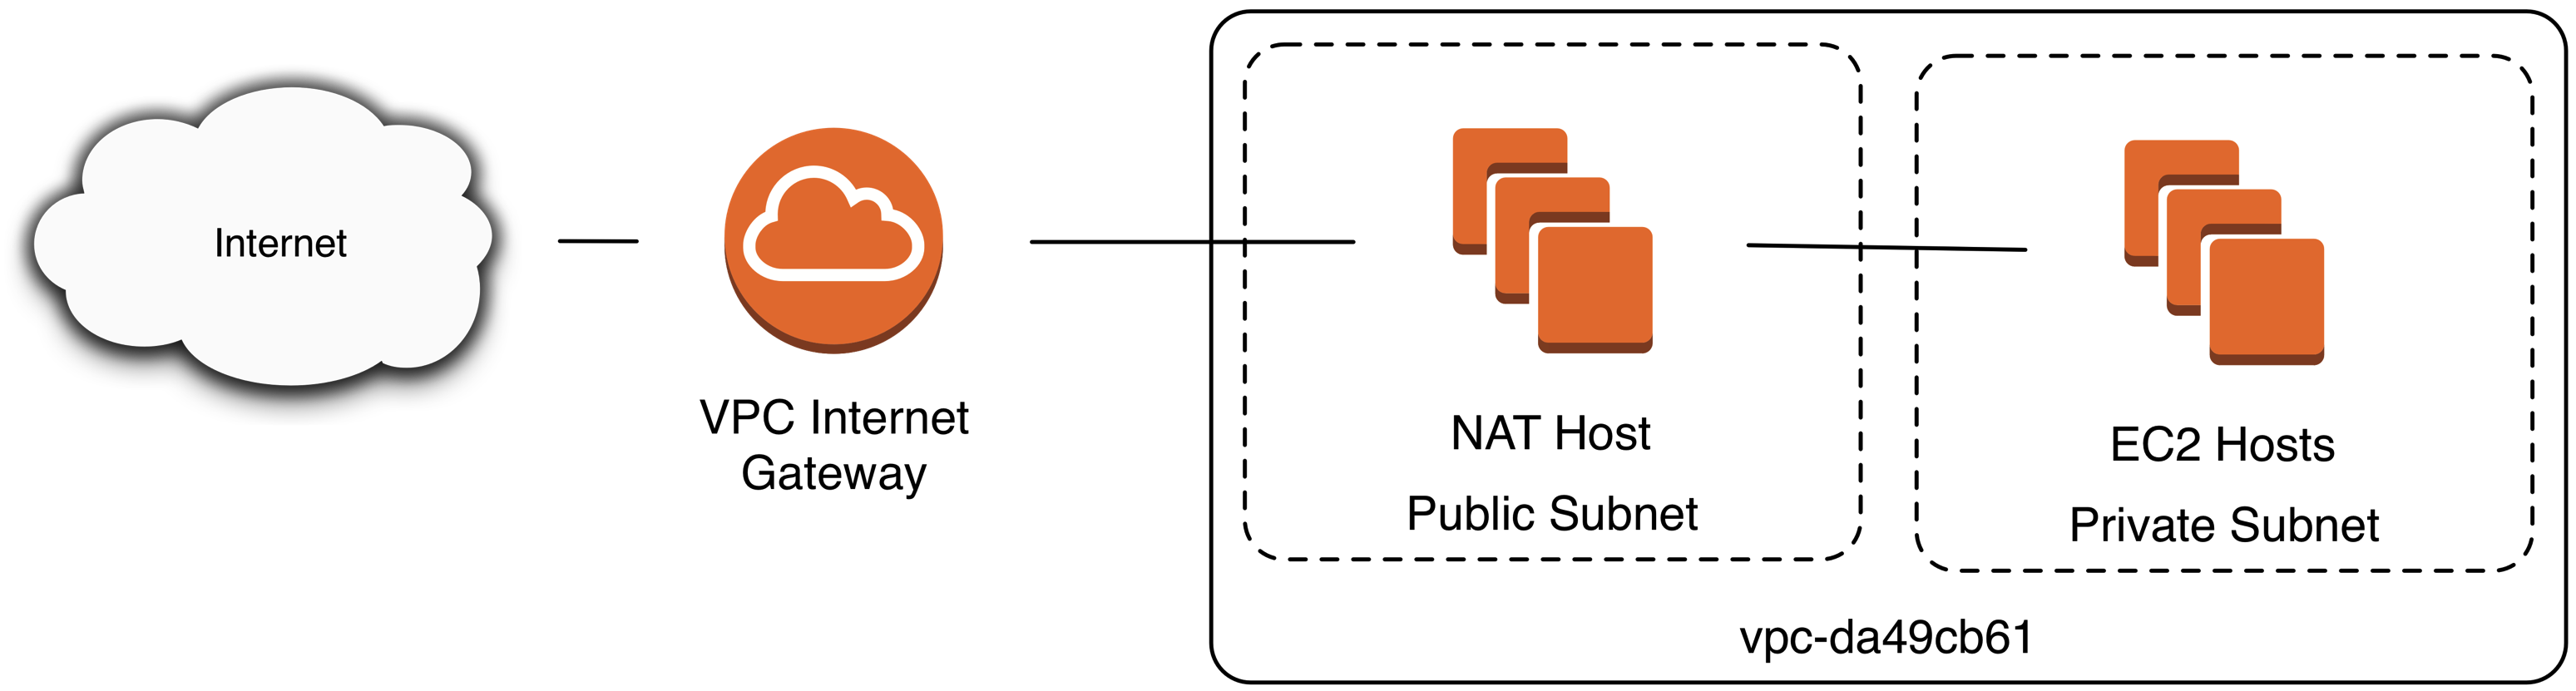 Internet
VPC Internet
Gateway
NAT Host
Public Subnet
EC2 Hosts
Private Subnet
vpc-da49cb61